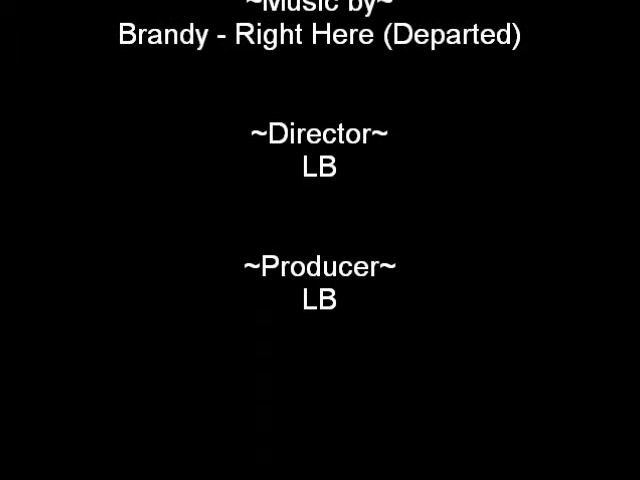 ~Music by~
Brandy - Right Here (Departed)
~Director~
LB
~Producer~
LB